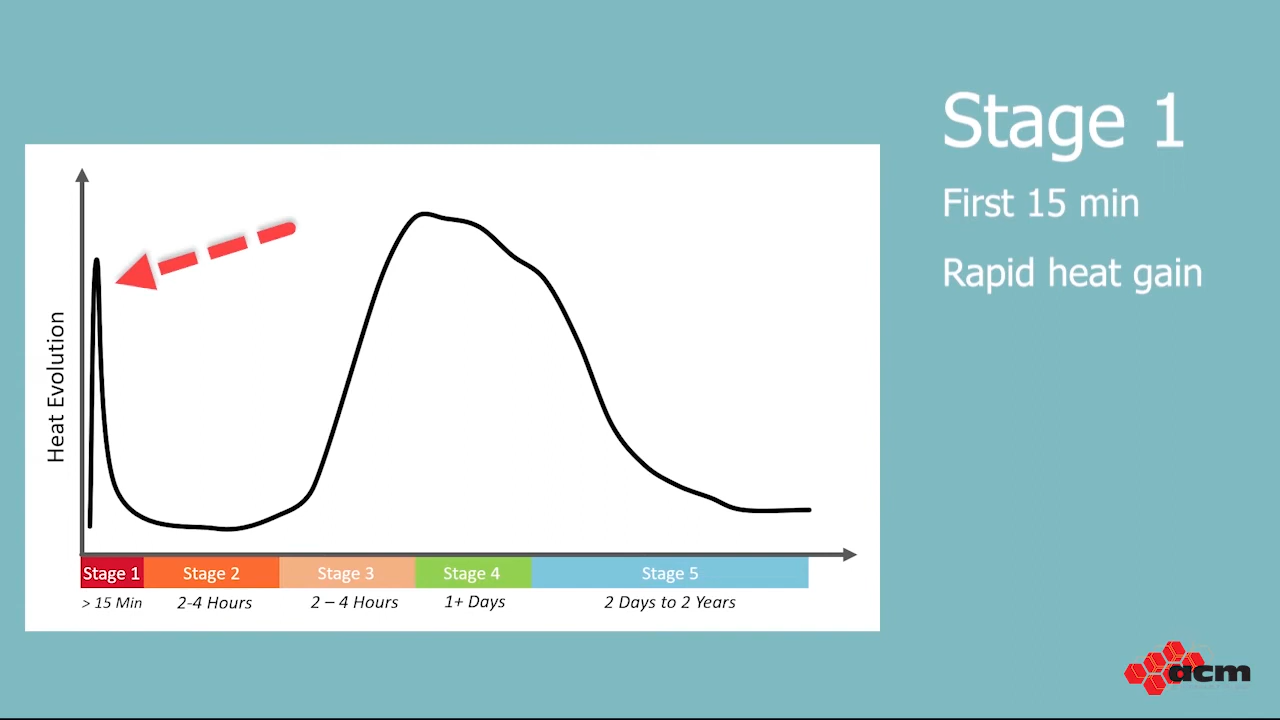 Stage 1
First 15 min
Rapid heat gain
Heat Evolution
Stage 1 Stage 2 Stage 3 Stage 4 Stage 5
> 15 Min 2-4 Hours 2 – 4 Hours 1+ Days 2 Days to 2 Years
acm